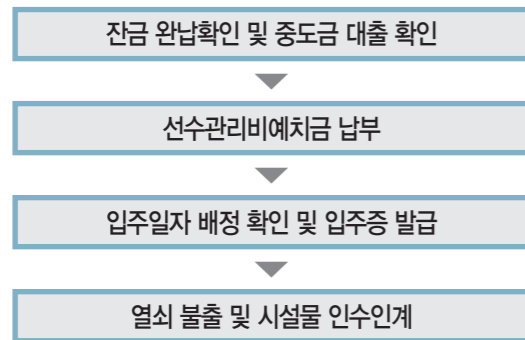 잔금 완납확인 및 중도금 대출 확인
선수관리비예치금 납부
입주일자 배정 확인 및 입주증 발급
열쇠 불출 및 시설물 인수인계